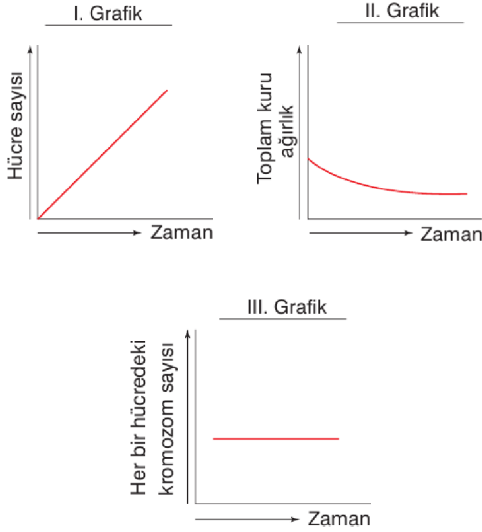 I. Grafik
Hücre sayısı
Zaman
II. Grafik
Toplam kuru
ağırlık
Zaman
III. Grafik
Her bir hücredeki
kromozom sayısı
Zaman